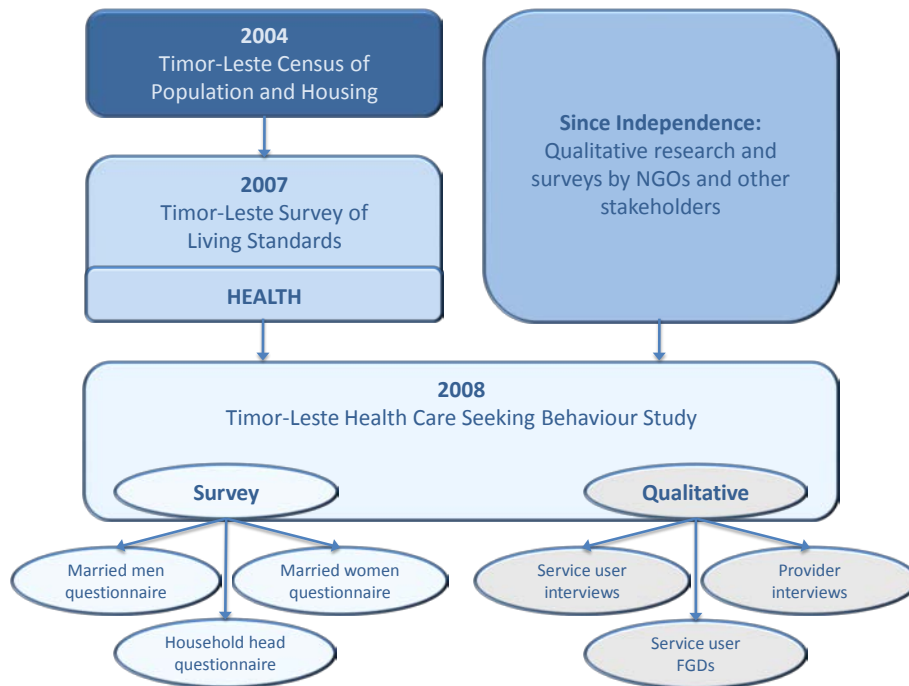 2004
Timor-Leste Census of
Population and Housing
Since Independence:
Qualitative research and
surveys by NGOs and other
stakeholders
2007
Timor-Leste Survey of
Living Standards
HEALTH
2008
Timor-Leste Health Care Seeking Behaviour Study
Survey
Qualitative
Married men
questionnaire
Married women
questionnaire
Household head
questionnaire
Service user
interviews
Provider
interviews
Service user
FGDs